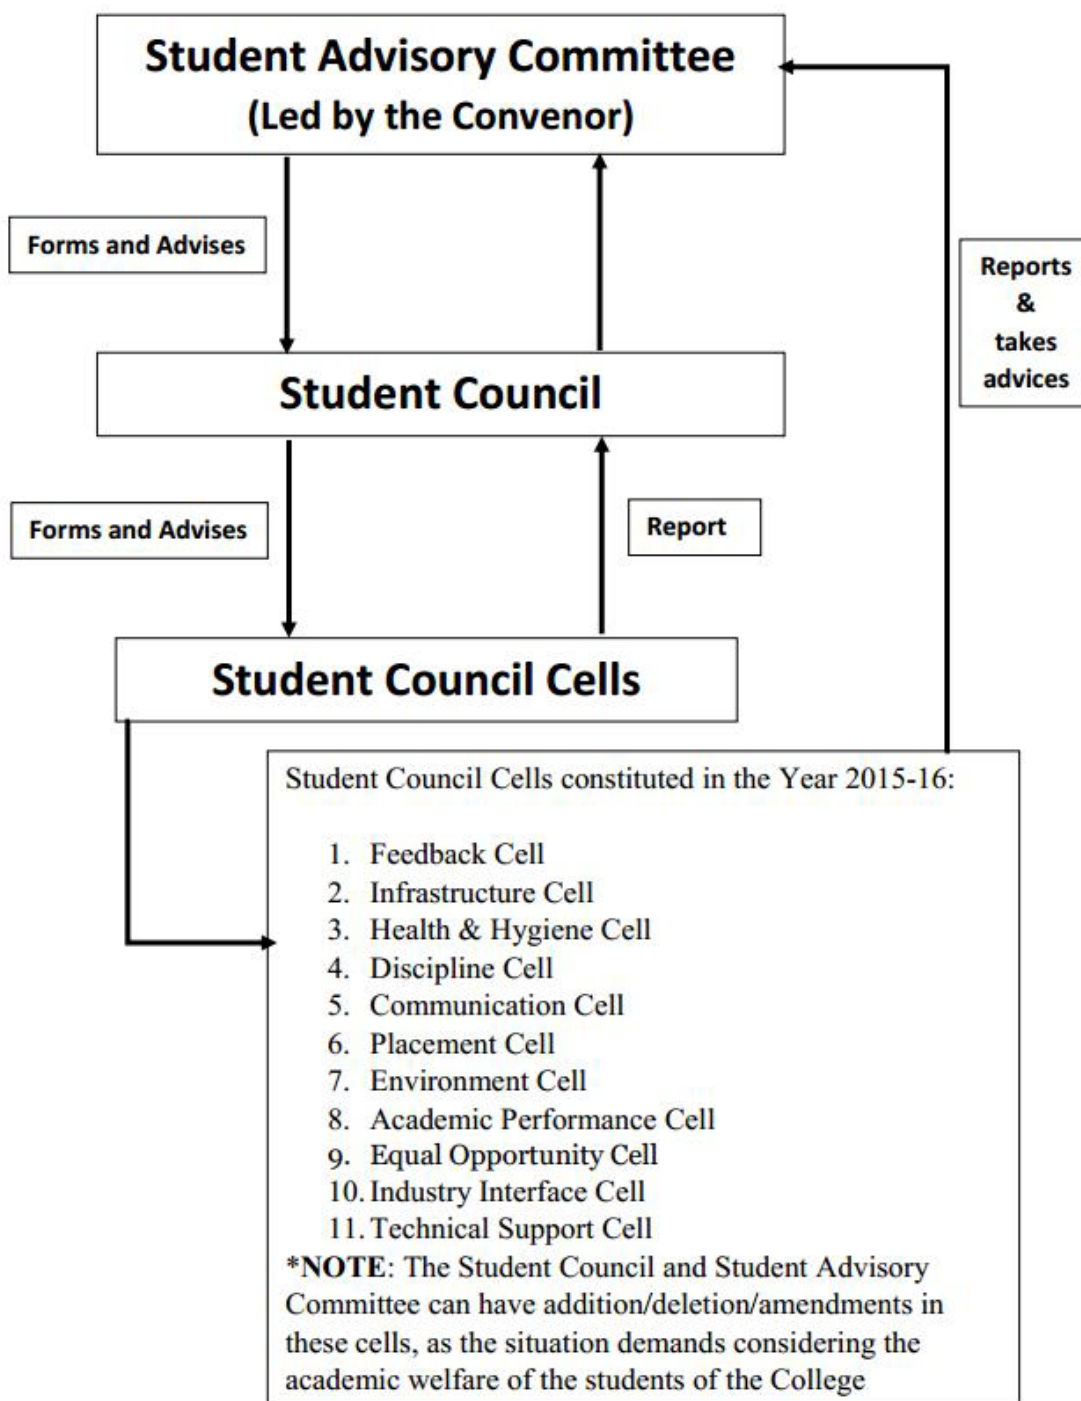 Student Advisory Committee
(Led by the Convenor)
Forms and Advises
Reports
&
takes
advices
Student Council
Forms and Advises
Report
Student Council Cells
Student Council Cells constituted in the Year 2015-16:
1. Feedback Cell
2. Infrastructure Cell
3. Health & Hygiene Cell
4. Discipline Cell
5. Communication Cell
6. Placement Cell
7. Environment Cell
8. Academic Performance Cell
9. Equal Opportunity Cell
10. Industry Interface Cell
11. Technical Support Cell
*NOTE: The Student Council and Student Advisory
Committee can have addition/deletion/amendments in
these cells, as the situation demands considering the
academic welfare of the students of the College